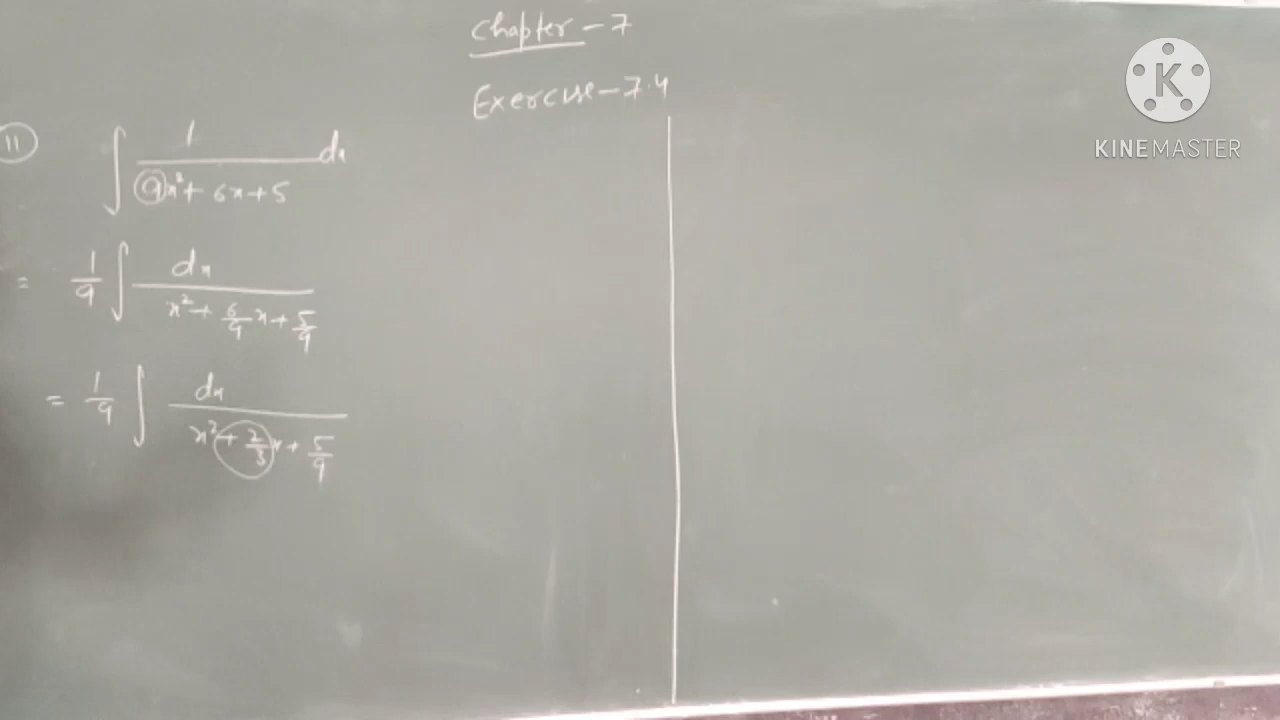 Chapter - 7
Exercise - 7.4
K
KINEMASTER
11 ∫ 1/(9x² + 6x + 5) dx
= 1/9 ∫ dx/(x² + 6/9 x + 5/9)
= 1/9 ∫ dx/(x² + 2/3 x + 5/9)